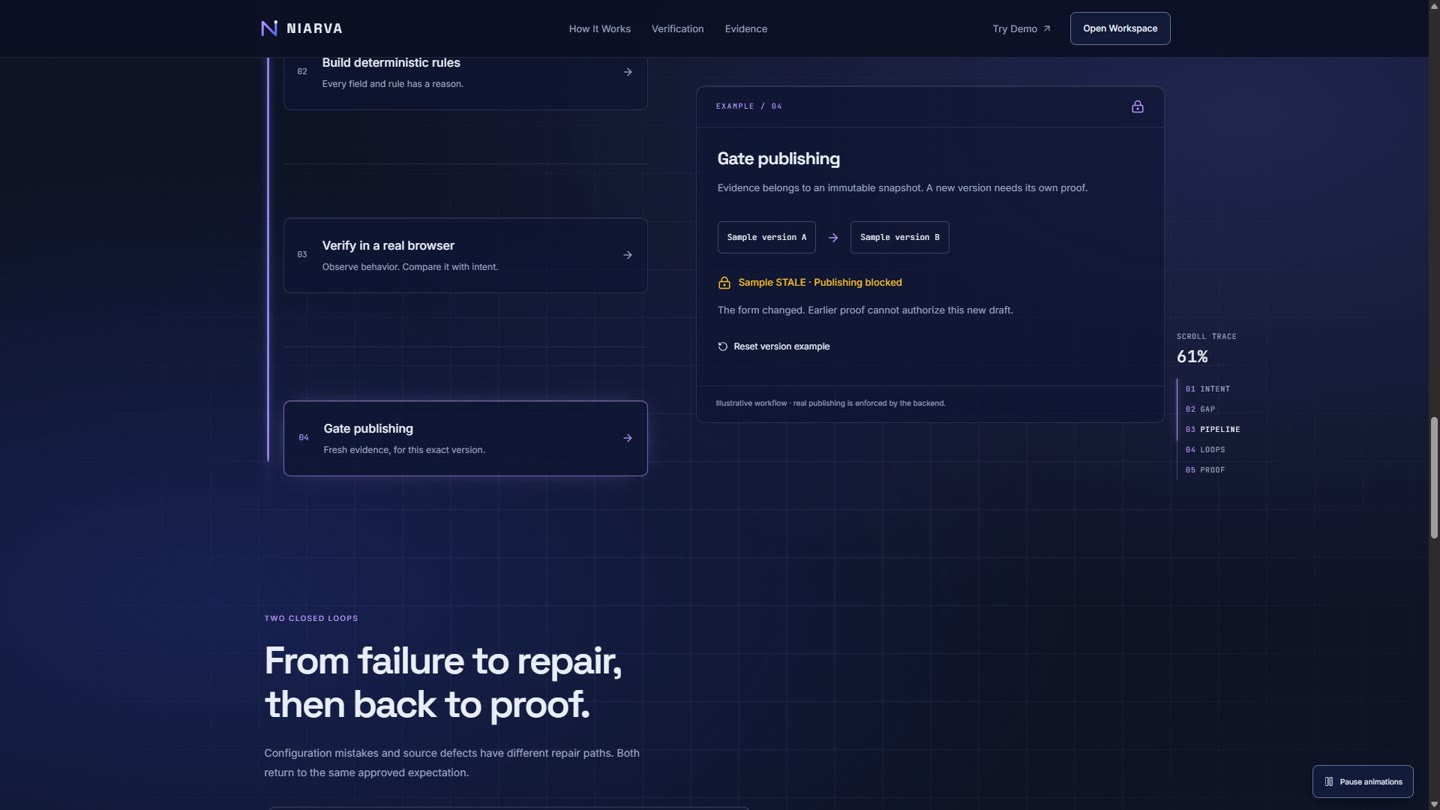 NIARVA
How It Works
Verification
Evidence
Try Demo
Open Workspace
02
Build deterministic rules
Every field and rule has a reason.
03
Verify in a real browser
Observe behavior. Compare it with intent.
04
Gate publishing
Fresh evidence, for this exact version.
EXAMPLE / 04
Gate publishing
Evidence belongs to an immutable snapshot. A new version needs its own proof.
Sample version A
Sample version B
Sample STALE · Publishing blocked
The form changed. Earlier proof cannot authorize this new draft.
Reset version example
Illustrative workflow · real publishing is enforced by the backend.
SCROLL TRACE
61%
01 INTENT
02 GAP
03 PIPELINE
04 LOOPS
05 PROOF
TWO CLOSED LOOPS
From failure to repair,
then back to proof.
Configuration mistakes and source defects have different repair paths. Both
return to the same approved expectation.
Pause animations